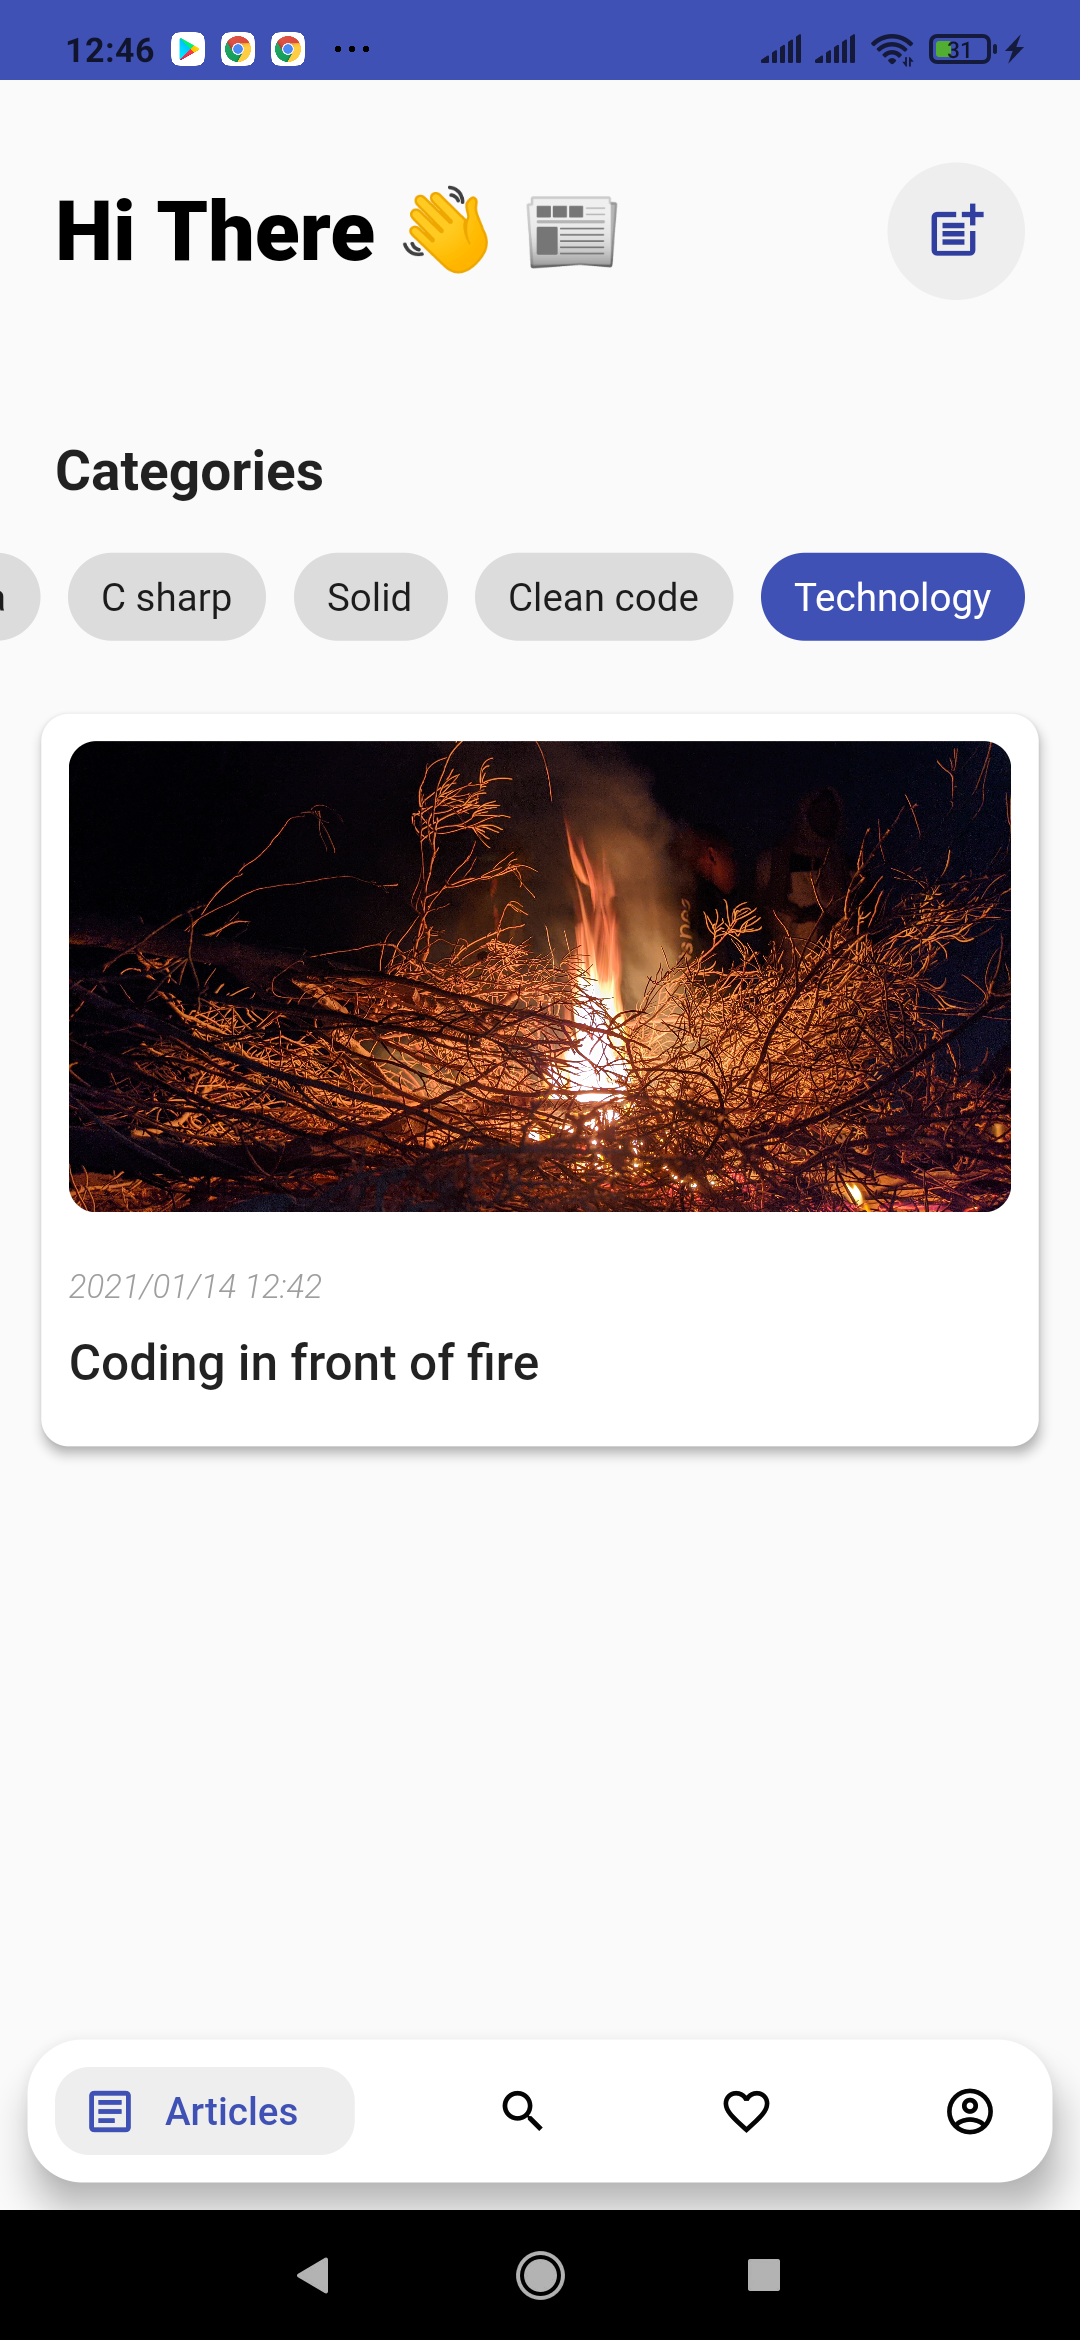 12:46
31
Hi There 👋 📰
Categories
C sharp
Solid
Clean code
Technology
2021/01/14 12:42
Coding in front of fire
Articles